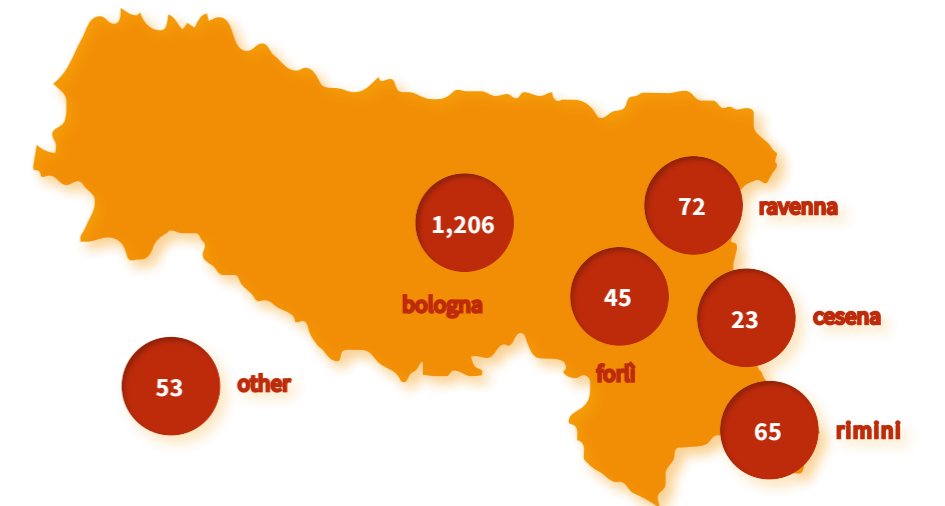 72
ravenna
1,206
bologna
45
forlì
23
cesena
53
other
65
rimini